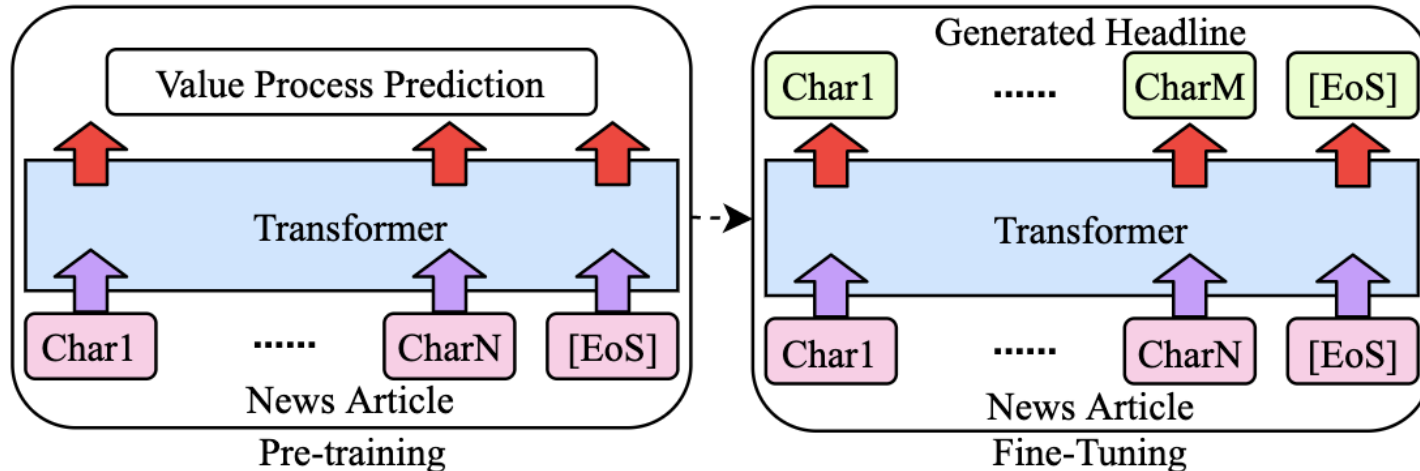 Value Process Prediction
Transformer
Char1 ...... CharN [EoS]
News Article
Pre-training
Generated Headline
Char1 ...... CharM [EoS]
Transformer
Char1 ...... CharN [EoS]
News Article
Fine-Tuning